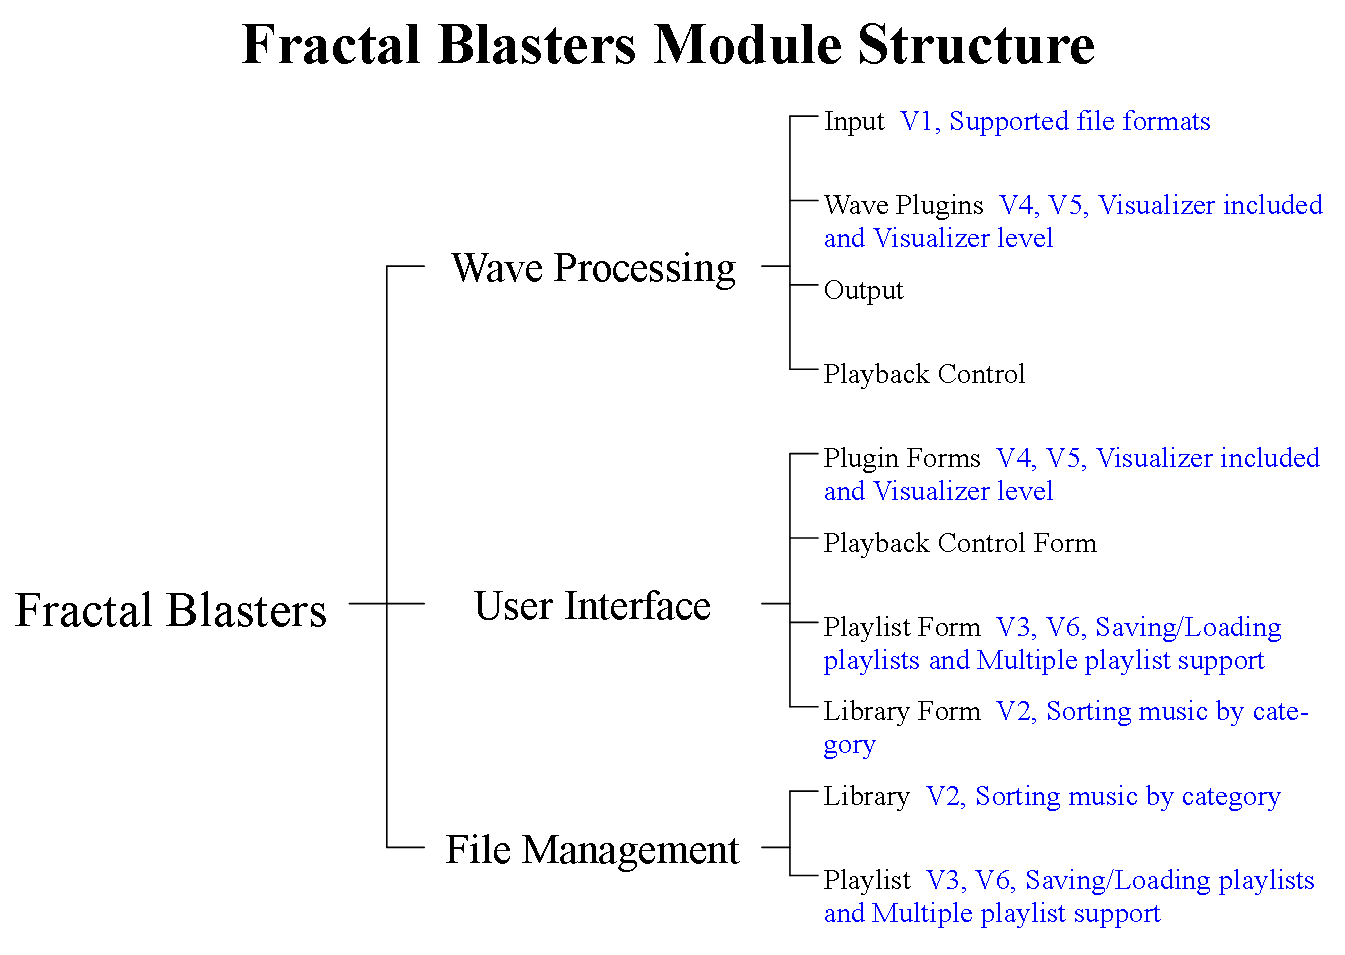 Fractal Blasters Module Structure
Input V1, Supported file formats
Wave Plugins V4, V5, Visualizer included
and Visualizer level
Wave Processing
Output
Playback Control
Plugin Forms V4, V5, Visualizer included
and Visualizer level
Playback Control Form
Fractal Blasters
User Interface
Playlist Form V3, V6, Saving/Loading
playlists and Multiple playlist support
Library Form V2, Sorting music by cate-
gory
Library V2, Sorting music by category
File Management
Playlist V3, V6, Saving/Loading playlists
and Multiple playlist support